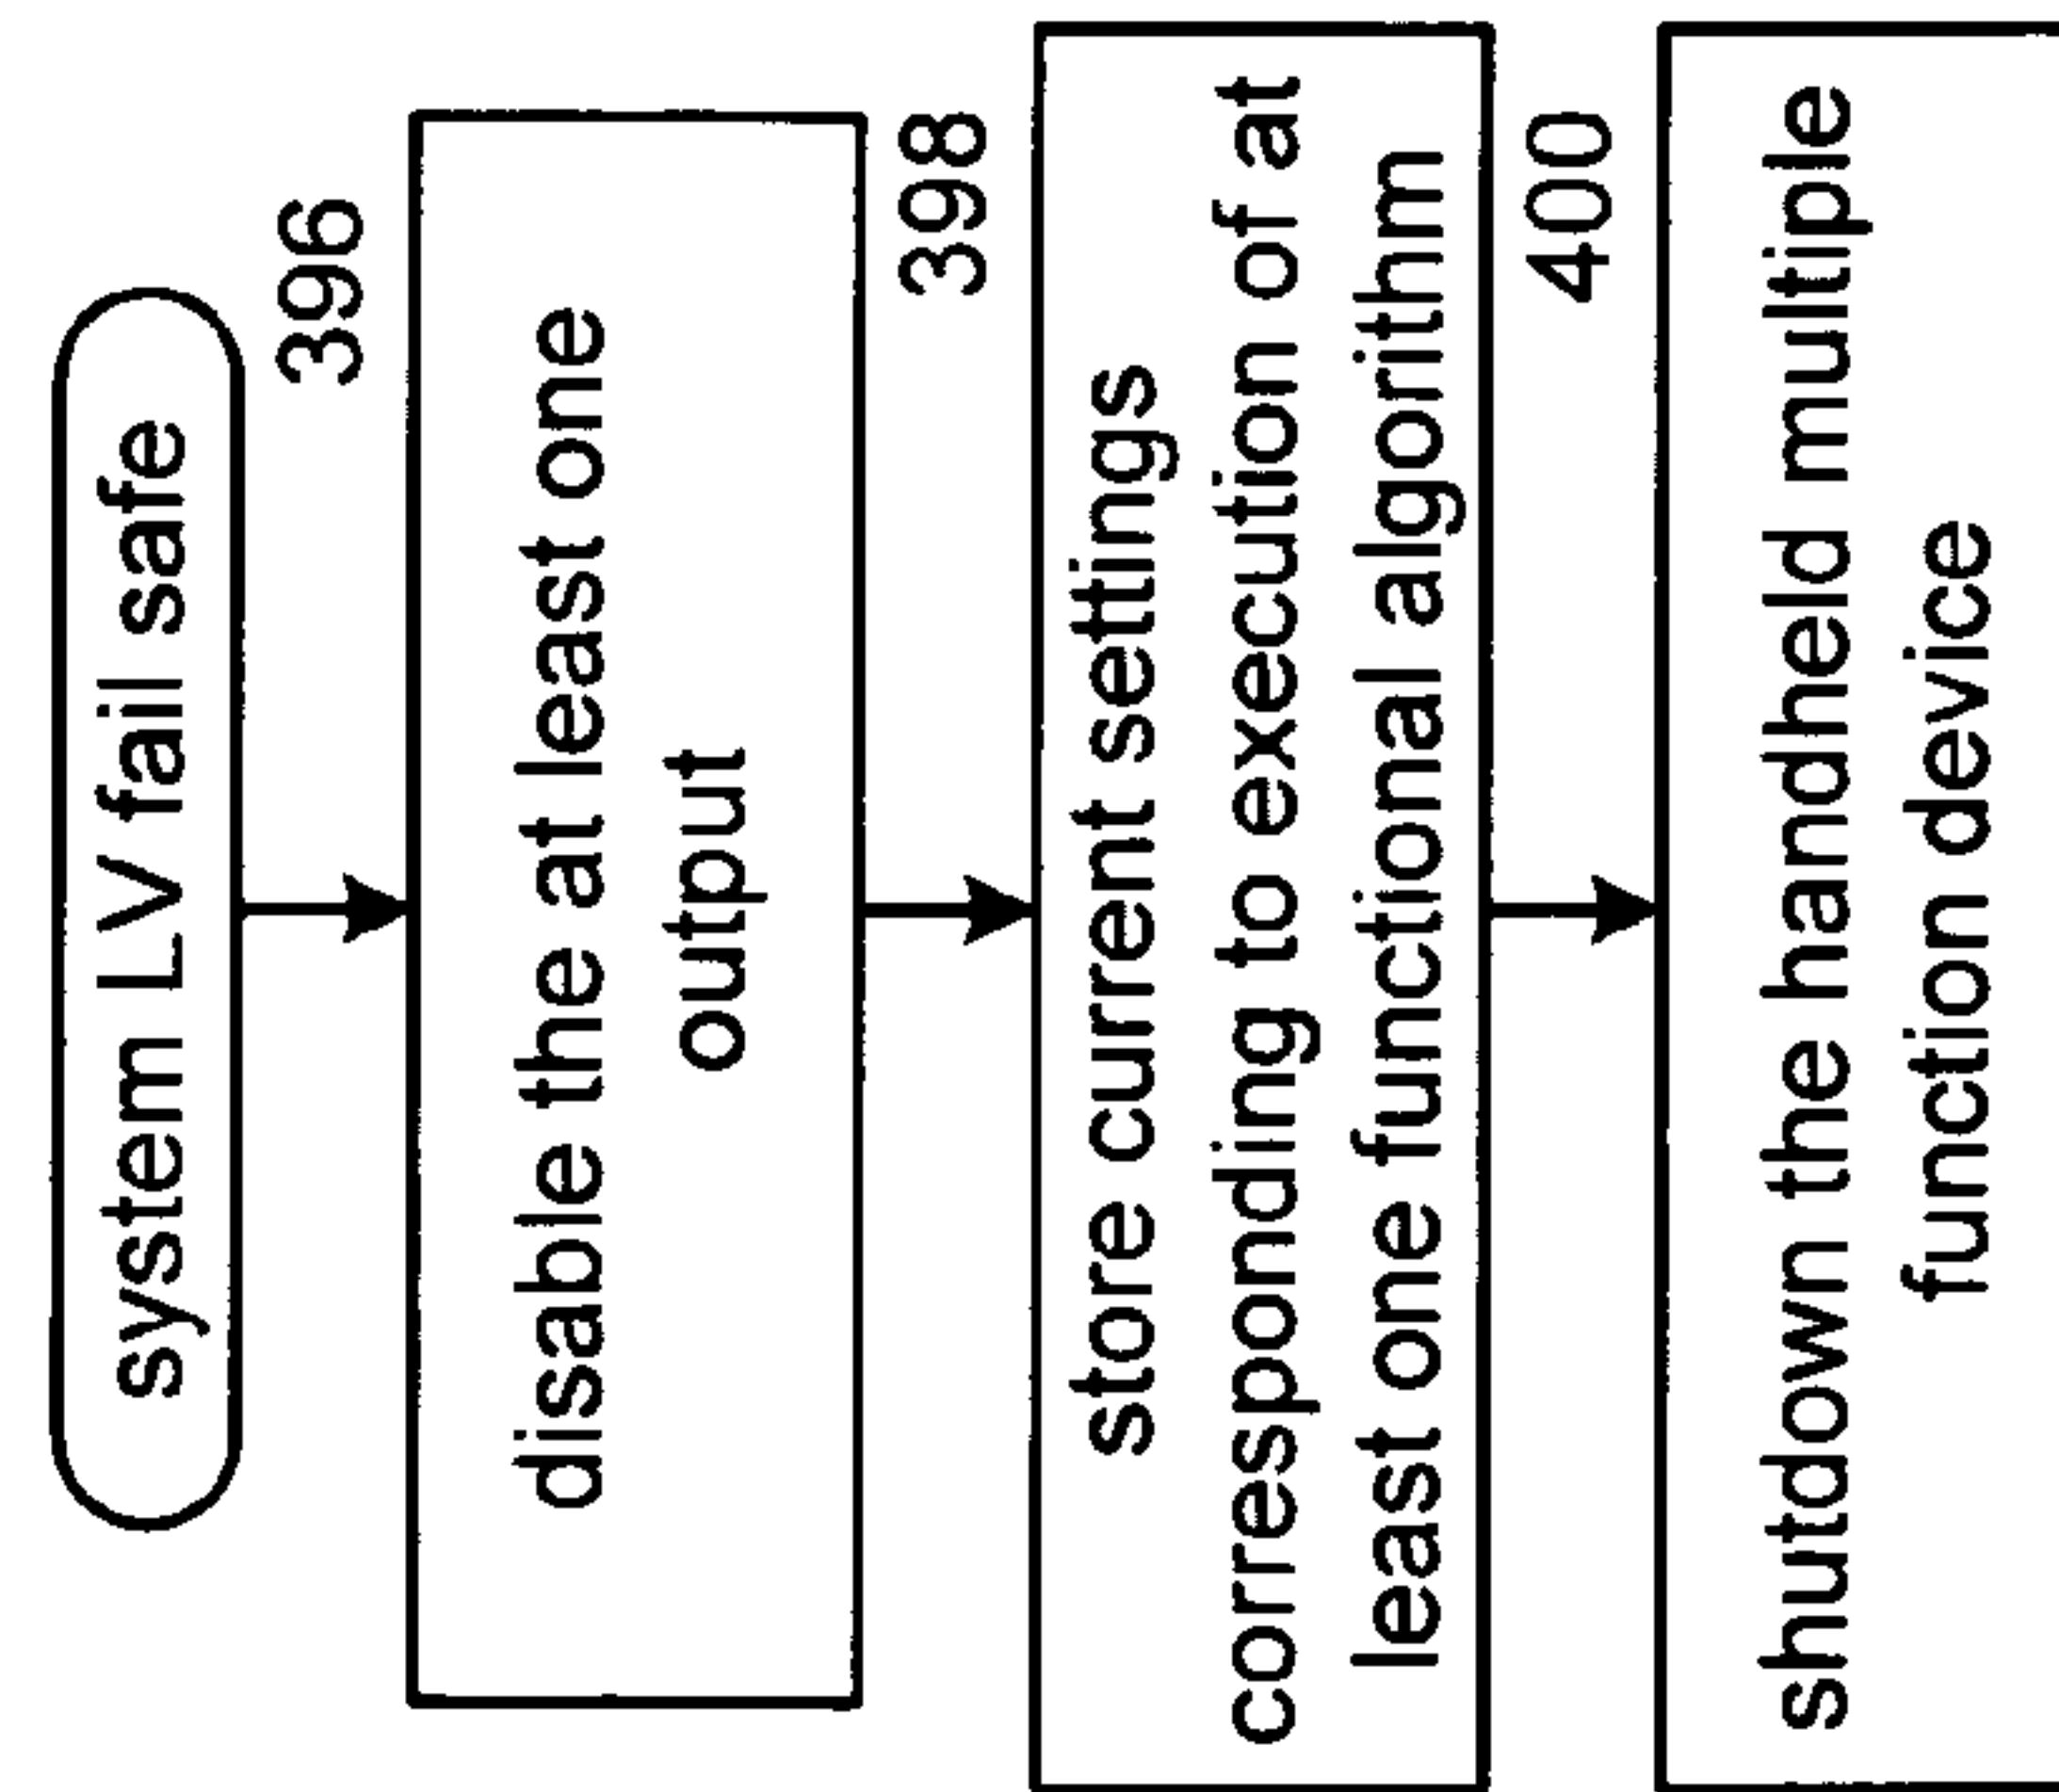 system LV fail safe
396
disable the at least one
output
398
store current settings
corresponding to execution of at
least one functional algorithm
400
shutdown the handheld multiple
function device